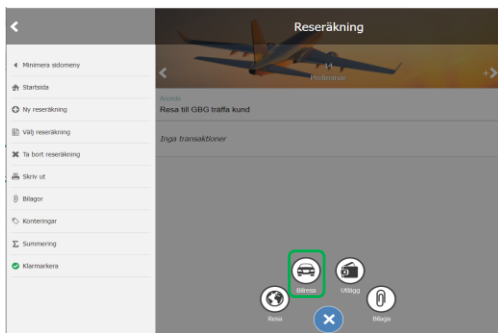 Reseräkning
Minimera sidomeny
Startsida
Ny reseräkning
Välj reseräkning
Ta bort reseräkning
Skriv ut
Bilagor
Konteringar
Summering
Klarmarkera
Ärende
Resa till GBG träffa kund
Inga transaktioner
Bilresa
Utlägg
Resa
Bilaga